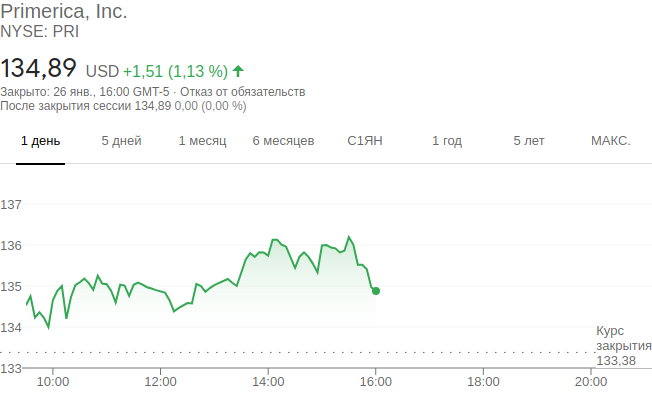 Primerica, Inc.
NYSE: PRI
134,89 USD +1,51 (1,13 %)
Закрыто: 26 янв., 16:00 GMT-5 · Отказ от обязательств
После закрытия сессии 134,89 0,00 (0,00 %)
1 день 5 дней 1 месяц 6 месяцев С1ЯН 1 год 5 лет МАКС.
137
136
135
134
Курс
закрытия
133,38
133
10:00 12:00 14:00 16:00 18:00 20:00